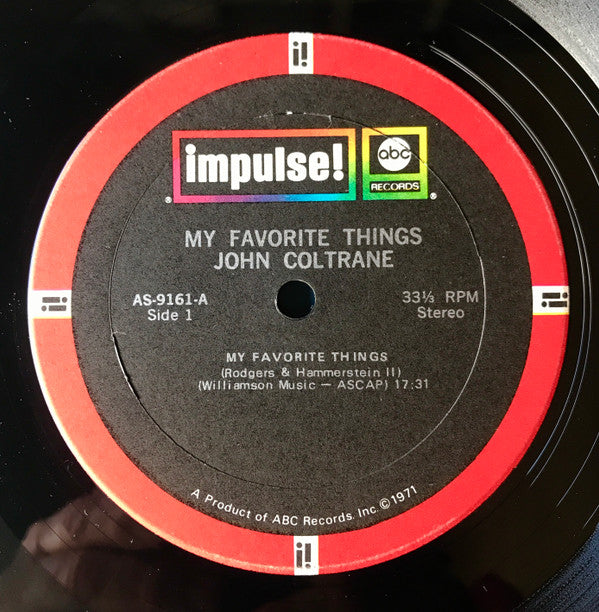 i!
impulse!
abc
RECORDS
®
®
MY FAVORITE THINGS
JOHN COLTRANE
AS-9161-A
Side 1
33⅓ RPM
Stereo
i!
i!
MY FAVORITE THINGS
(Rodgers & Hammerstein II)
(Williamson Music — ASCAP) 17:31
A Product of ABC Records. Inc. ©1971
i!